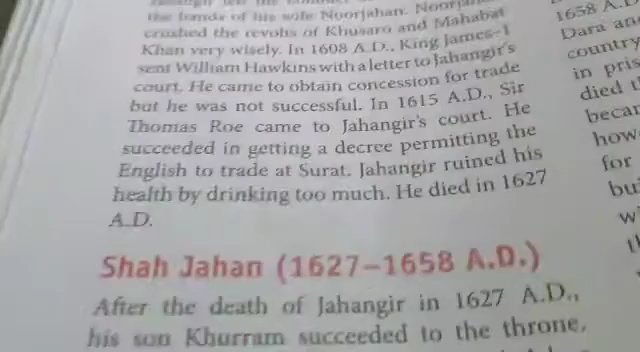 the hands of his wife Noorjahan.
crushed the revolts of Khusaro and Mahabat
Khan very wisely. In 1608 A.D., King James-I
sent William Hawkins with a letter to Jahangir's
court. He came to obtain concession for trade
but he was not successful. In 1615 A.D., Sir
Thomas Roe came to Jahangir's court. He
succeeded in getting a decree permitting the
English to trade at Surat. Jahangir ruined his
health by drinking too much. He died in 1627
A.D.
Shah Jahan (1627–1658 A.D.)
After the death of Jahangir in 1627 A.D.,
his son Khurram succeeded to the throne.
1658
Dara
country
in
died
how
for